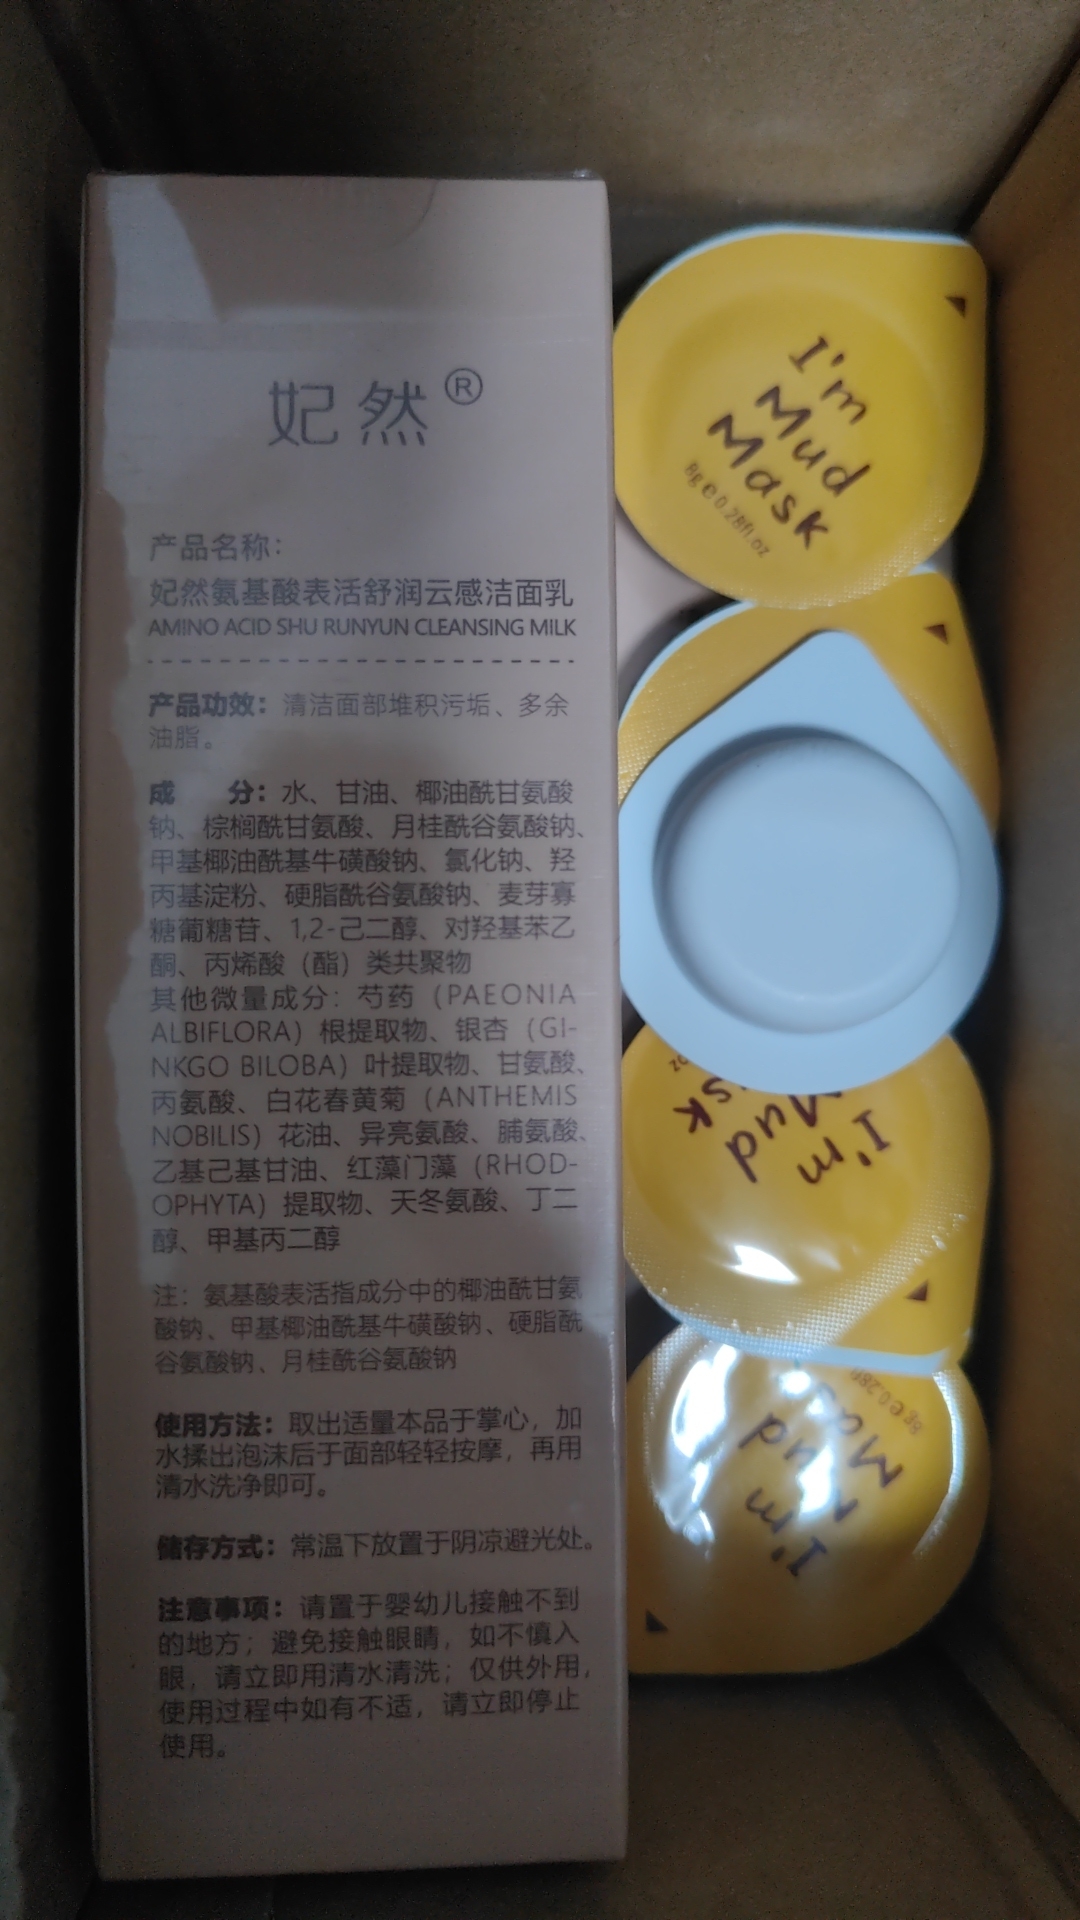 妃然®
产品名称：
妃然氨基酸表活舒润云感洁面乳
AMINO ACID SHU RUNYUN CLEANSING MILK
产品功效：清洁面部堆积污垢、多余
油脂。
成 分：水、甘油、椰油酰甘氨酸
钠、棕榈酰甘氨酸、月桂酰谷氨酸钠、
甲基椰油酰基牛磺酸钠、氯化钠、羟
丙基淀粉、硬脂酰谷氨酸钠、麦芽寡
糖葡糖苷、1,2-己二醇、对羟基苯乙
酮、丙烯酸（酯）类共聚物
其他微量成分：芍药（PAEONIA
ALBIFLORA）根提取物、银杏（GI-
NKGO BILOBA）叶提取物、甘氨酸、
丙氨酸、白花春黄菊（ANTHEMIS
NOBILIS）花油、异亮氨酸、脯氨酸、
乙基己基甘油、红藻门藻（RHOD-
OPHYTA）提取物、天冬氨酸、丁二
醇、甲基丙二醇
注：氨基酸表活指成分中的椰油酰甘氨
酸钠、甲基椰油酰基牛磺酸钠、硬脂酰
谷氨酸钠、月桂酰谷氨酸钠
使用方法：取出适量本品于掌心，加
水揉出泡沫后于面部轻轻按摩，再用
清水洗净即可。
储存方式：常温下放置于阴凉避光处。
注意事项：请置于婴幼儿接触不到
的地方；避免接触眼睛，如不慎入
眼，请立即用清水清洗；仅供外用，
使用过程中如有不适，请立即停止
使用。
I'm
Mud
Mask
8g e 0.28fl.oz
I'm
Mud
sk
oz
I'm
Mud
Mas
8g e 0.28f